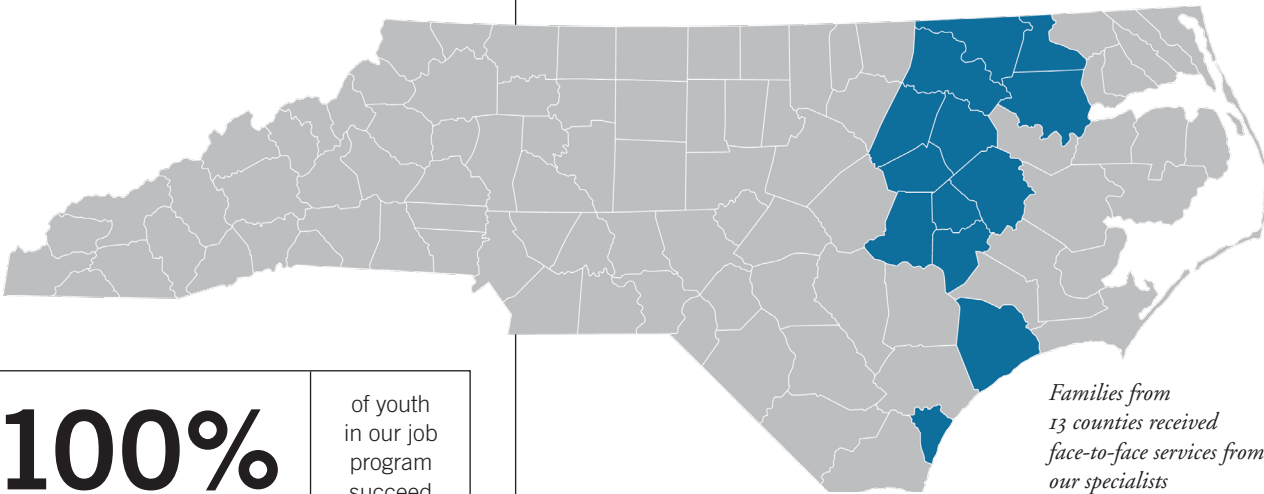 100%
of youth
in our job
program
succeed
Families from
13 counties received
face-to-face services from
our specialists